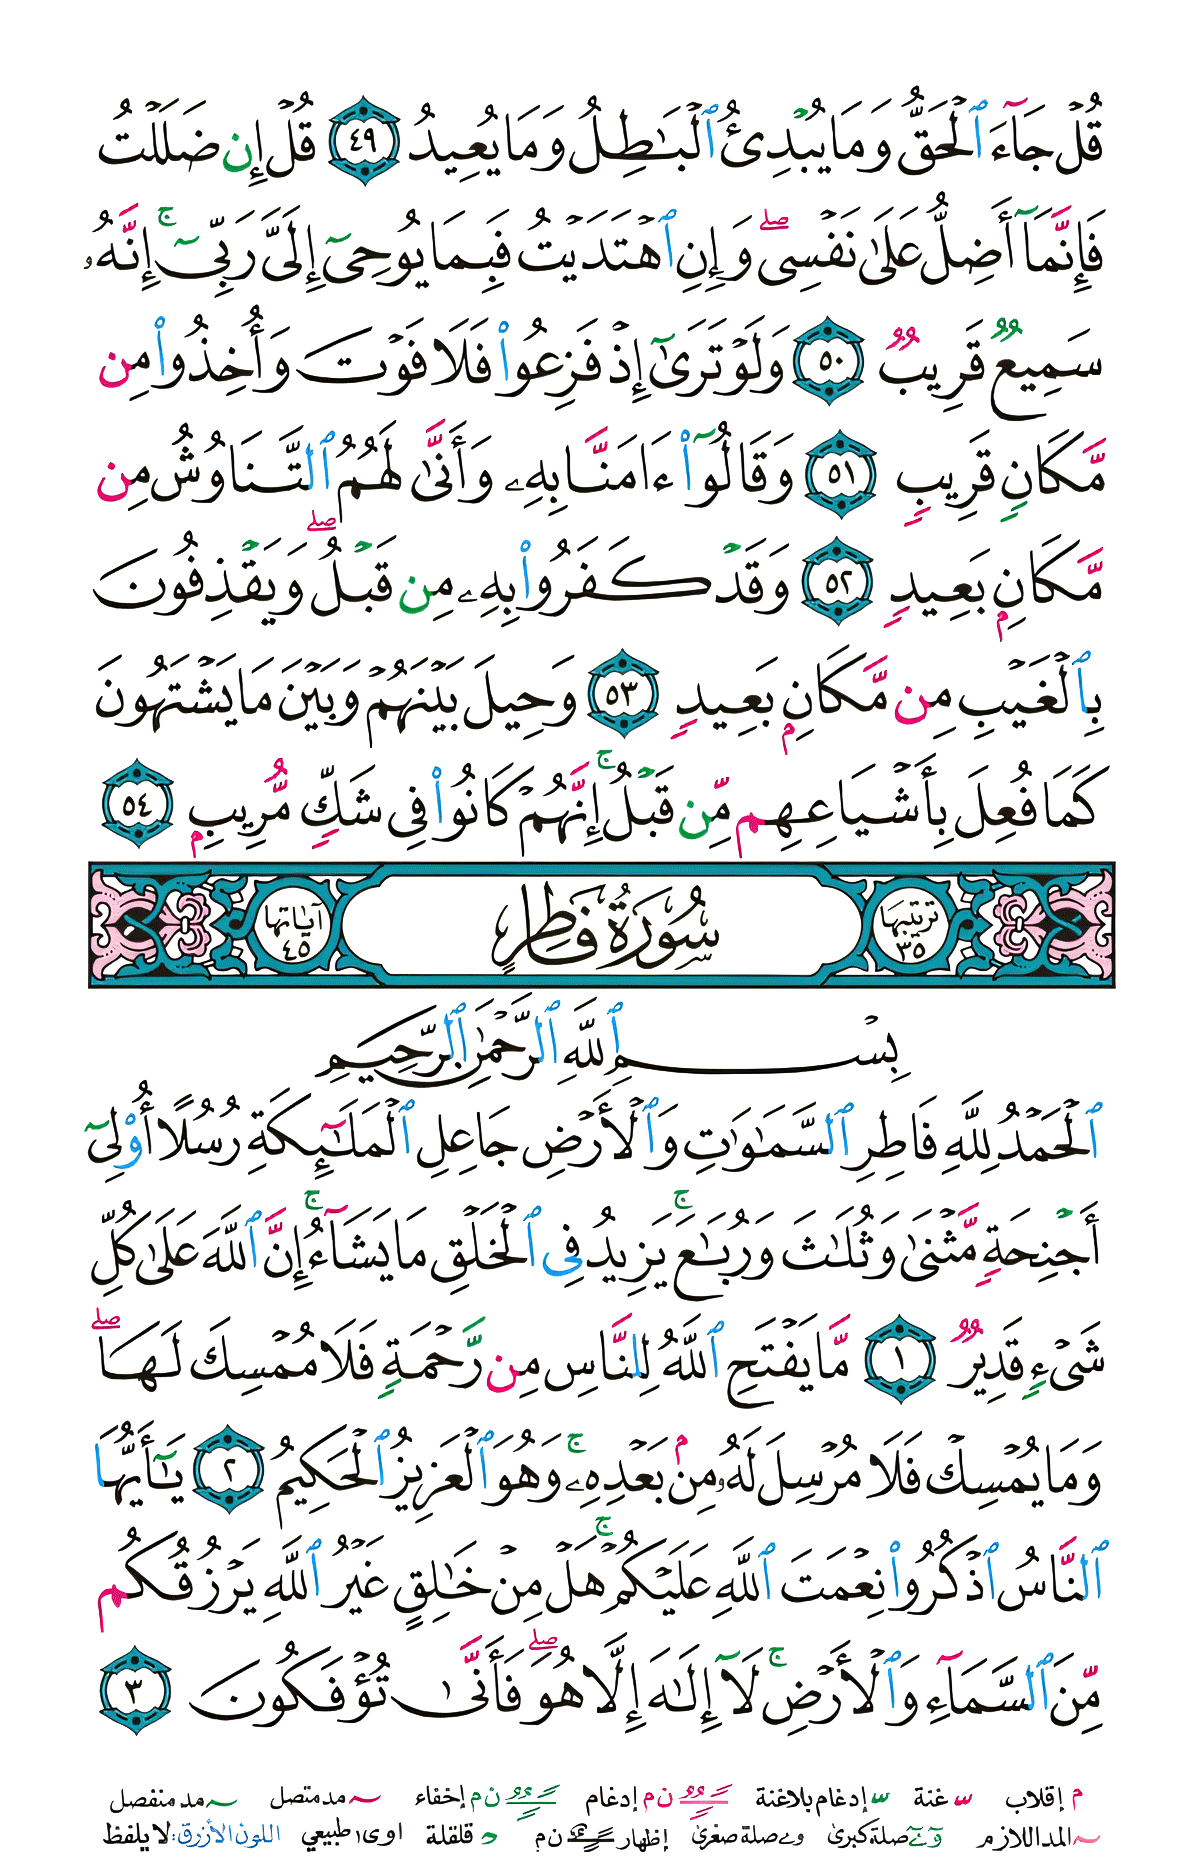 قُلۡ جَآءَ ٱلۡحَقُّ وَمَا يُبۡدِئُ ٱلۡبَٰطِلُ وَمَا يُعِيدُ ٤٩ قُلۡ إِن ضَلَلۡتُ
فَإِنَّمَآ أَضِلُّ عَلَىٰ نَفۡسِيۖ وَإِنِ ٱهۡتَدَيۡتُ فَبِمَا يُوحِيٓ إِلَيَّ رَبِّيٓۚ إِنَّهُۥ
سَمِيعٞ قَرِيبٞ ٥٠ وَلَوۡ تَرَىٰٓ إِذۡ فَزِعُواْ فَلَا فَوۡتَ وَأُخِذُواْ مِن
مَّكَانٖ قَرِيبٖ ٥١ وَقَالُوٓاْ ءَامَنَّا بِهِۦ وَأَنَّىٰ لَهُمُ ٱلتَّنَاوُشُ مِن
مَّكَانِۭ بَعِيدٖ ٥٢ وَقَدۡ كَفَرُواْ بِهِۦ مِن قَبۡلُۖ وَيَقۡذِفُونَ
بِٱلۡغَيۡبِ مِن مَّكَانِۭ بَعِيدٖ ٥٣ وَحِيلَ بَيۡنَهُمۡ وَبَيۡنَ مَا يَشۡتَهُونَ
كَمَا فُعِلَ بِأَشۡيَاعِهِم مِّن قَبۡلُۚ إِنَّهُمۡ كَانُواْ فِي شَكّٖ مُّرِيبِۭ ٥٤
ترتيبها ٣٥ سُورَةُ فَاطِرٍ آياتها ٤٥
بِسۡمِ ٱللَّهِ ٱلرَّحۡمَٰنِ ٱلرَّحِيمِ
ٱلۡحَمۡدُ لِلَّهِ فَاطِرِ ٱلسَّمَٰوَٰتِ وَٱلۡأَرۡضِ جَاعِلِ ٱلۡمَلَٰٓئِكَةِ رُسُلًا أُوْلِيٓ
أَجۡنِحَةٖ مَّثۡنَىٰ وَثُلَٰثَ وَرُبَٰعَۚ يَزِيدُ فِي ٱلۡخَلۡقِ مَا يَشَآءُۚ إِنَّ ٱللَّهَ عَلَىٰ كُلِّ
شَيۡءٖ قَدِيرٞ ١ مَّا يَفۡتَحِ ٱللَّهُ لِلنَّاسِ مِن رَّحۡمَةٖ فَلَا مُمۡسِكَ لَهَاۖ
وَمَا يُمۡسِكۡ فَلَا مُرۡسِلَ لَهُۥ مِنۢ بَعۡدِهِۦۚ وَهُوَ ٱلۡعَزِيزُ ٱلۡحَكِيمُ ٢ يَٰٓأَيُّهَا
ٱلنَّاسُ ٱذۡكُرُواْ نِعۡمَتَ ٱللَّهِ عَلَيۡكُمۡۚ هَلۡ مِنۡ خَٰلِقٍ غَيۡرُ ٱللَّهِ يَرۡزُقُكُم
مِّنَ ٱلسَّمَآءِ وَٱلۡأَرۡضِۚ لَآ إِلَٰهَ إِلَّا هُوَۖ فَأَنَّىٰ تُؤۡفَكُونَ ٣
م إقلاب ّ غنة ّ إدغام بلاغنة ن م إدغام ن م إخفاء ~ مد متصل ~ مد منفصل
~ المد اللازم وٓ ےٓ صلة كبرى و ے صلة صغرى إظهار ن م قلقلة اوى ١ طبيعي اللون الأزرق: لا يلفظ